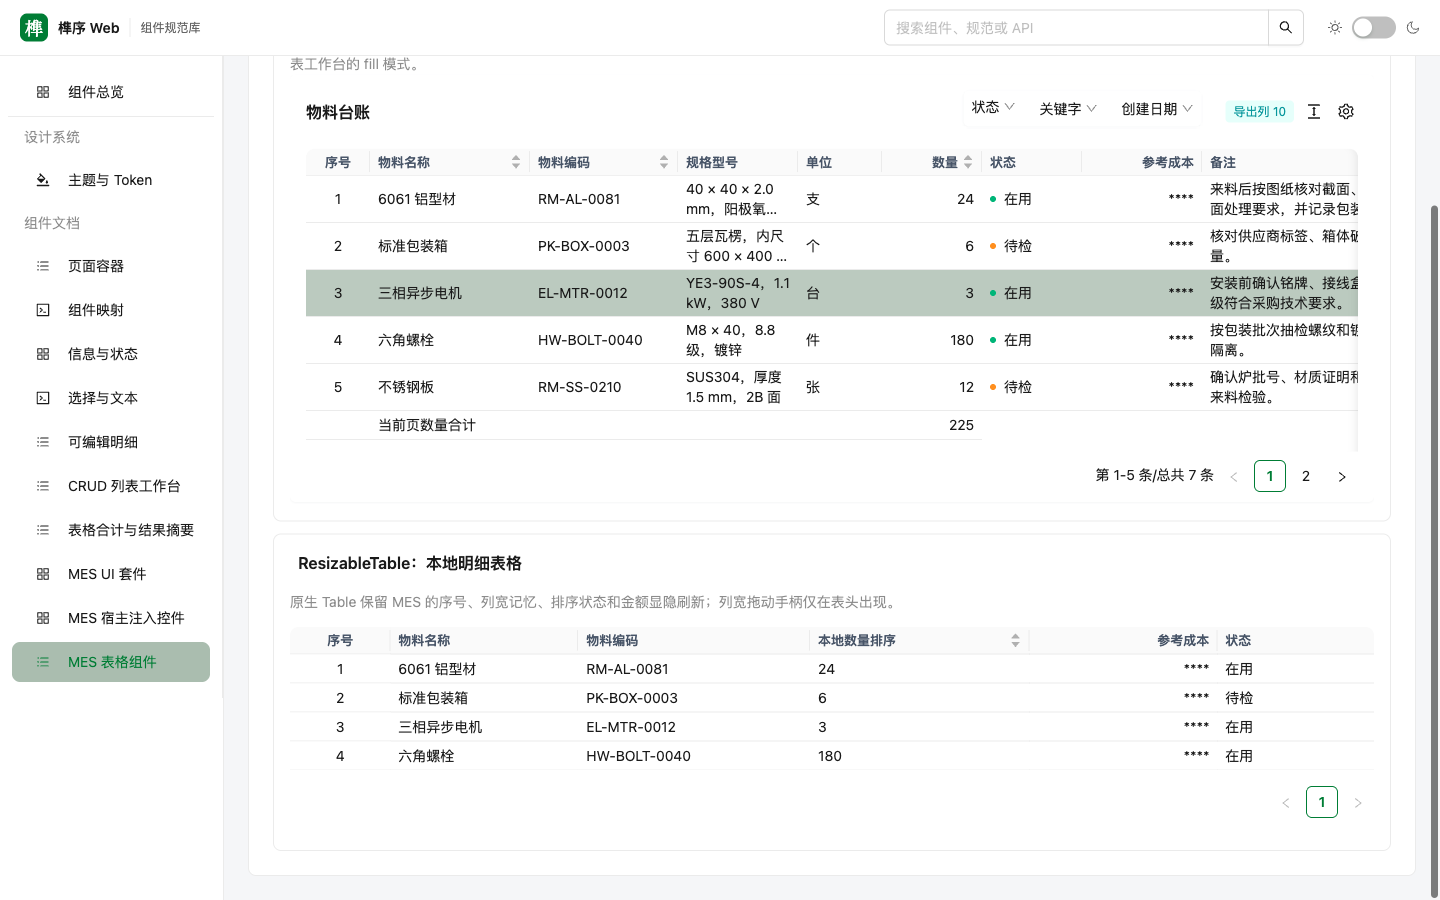 榫 榫序 Web 组件规范库 搜索组件、规范或 API
组件总览
设计系统
主题与 Token
组件文档
页面容器
组件映射
信息与状态
选择与文本
可编辑明细
CRUD 列表工作台
表格合计与结果摘要
MES UI 套件
MES 宿主注入控件
MES 表格组件
表工作台的 fill 模式。
物料台账 状态 关键字 创建日期 导出列 10
序号 物料名称 物料编码 规格型号 单位 数量 状态 参考成本 备注
1 6061 铝型材 RM-AL-0081 40 × 40 × 2.0 支 24 在用 **** 来料后按图纸核对截面、
mm，阳极氧... 面处理要求，并记录包装
2 标准包装箱 PK-BOX-0003 五层瓦楞，内尺 个 6 待检 **** 核对供应商标签、箱体
寸 600 × 400 ... 量。
3 三相异步电机 EL-MTR-0012 YE3-90S-4，1.1 台 3 在用 **** 安装前确认铭牌、接线盒
kW，380 V 级符合采购技术要求。
4 六角螺栓 HW-BOLT-0040 M8 × 40，8.8 件 180 在用 **** 按包装批次抽检螺纹和
级，镀锌 隔离。
5 不锈钢板 RM-SS-0210 SUS304，厚度 张 12 待检 **** 确认炉批号、材质证明和
1.5 mm，2B 面 来料检验。
当前页数量合计 225
第 1-5 条/总共 7 条 < 1 2 >
ResizableTable：本地明细表格
原生 Table 保留 MES 的序号、列宽记忆、排序状态和金额显隐刷新；列宽拖动手柄仅在表头出现。
序号 物料名称 物料编码 本地数量排序 参考成本 状态
1 6061 铝型材 RM-AL-0081 24 **** 在用
2 标准包装箱 PK-BOX-0003 6 **** 待检
3 三相异步电机 EL-MTR-0012 3 **** 在用
4 六角螺栓 HW-BOLT-0040 180 **** 在用
< 1 >